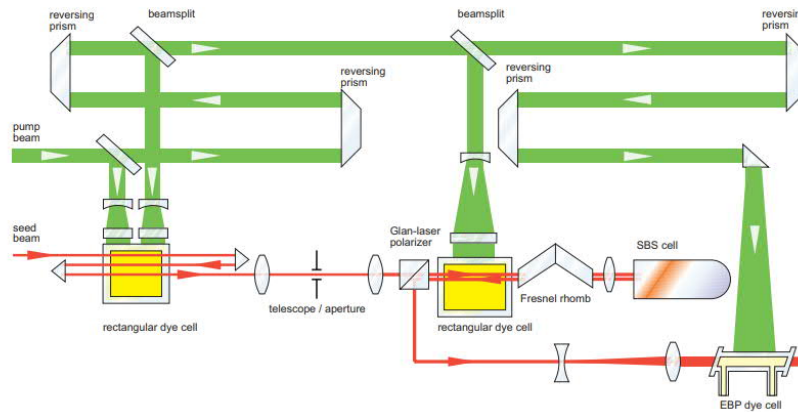 reversing
prism
beamsplit
beamsplit
reversing
prism
reversing
prism
reversing
prism
pump
beam
seed
beam
Glan-laser
polarizer
SBS cell
Fresnel rhomb
telescope / aperture
rectangular dye cell
rectangular dye cell
EBP dye cell